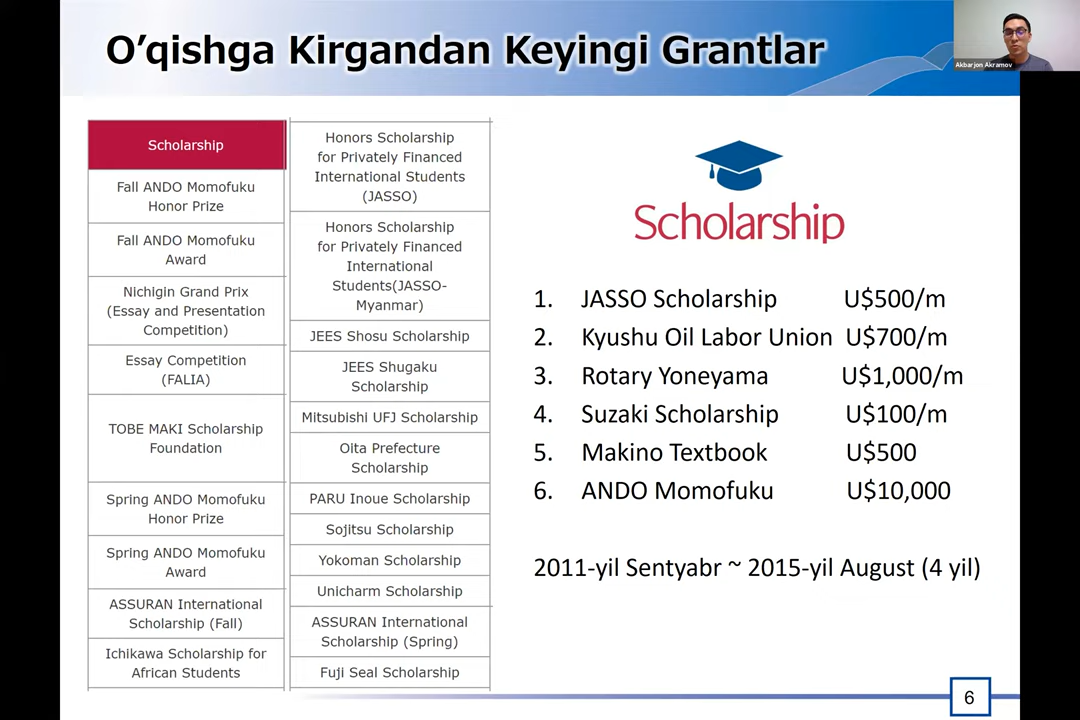 O’qishga Kirgandan Keyingi Grantlar
Akbarjon Akramov
Scholarship
Fall ANDO Momofuku
Honor Prize
Fall ANDO Momofuku
Award
Nichigin Grand Prix
(Essay and Presentation
Competition)
Essay Competition
(FALIA)
TOBE MAKI Scholarship
Foundation
Spring ANDO Momofuku
Honor Prize
Spring ANDO Momofuku
Award
ASSURAN International
Scholarship (Fall)
Ichikawa Scholarship for
African Students
Honors Scholarship
for Privately Financed
International Students
(JASSO)
Honors Scholarship
for Privately Financed
International
Students(JASSO-
Myanmar)
JEES Shosu Scholarship
JEES Shugaku
Scholarship
Mitsubishi UFJ Scholarship
Oita Prefecture
Scholarship
PARU Inoue Scholarship
Sojitsu Scholarship
Yokoman Scholarship
Unicharm Scholarship
ASSURAN International
Scholarship (Spring)
Fuji Seal Scholarship
Scholarship
1. JASSO Scholarship U$500/m
2. Kyushu Oil Labor Union U$700/m
3. Rotary Yoneyama U$1,000/m
4. Suzaki Scholarship U$100/m
5. Makino Textbook U$500
6. ANDO Momofuku U$10,000
2011-yil Sentyabr ~ 2015-yil August (4 yil)
6